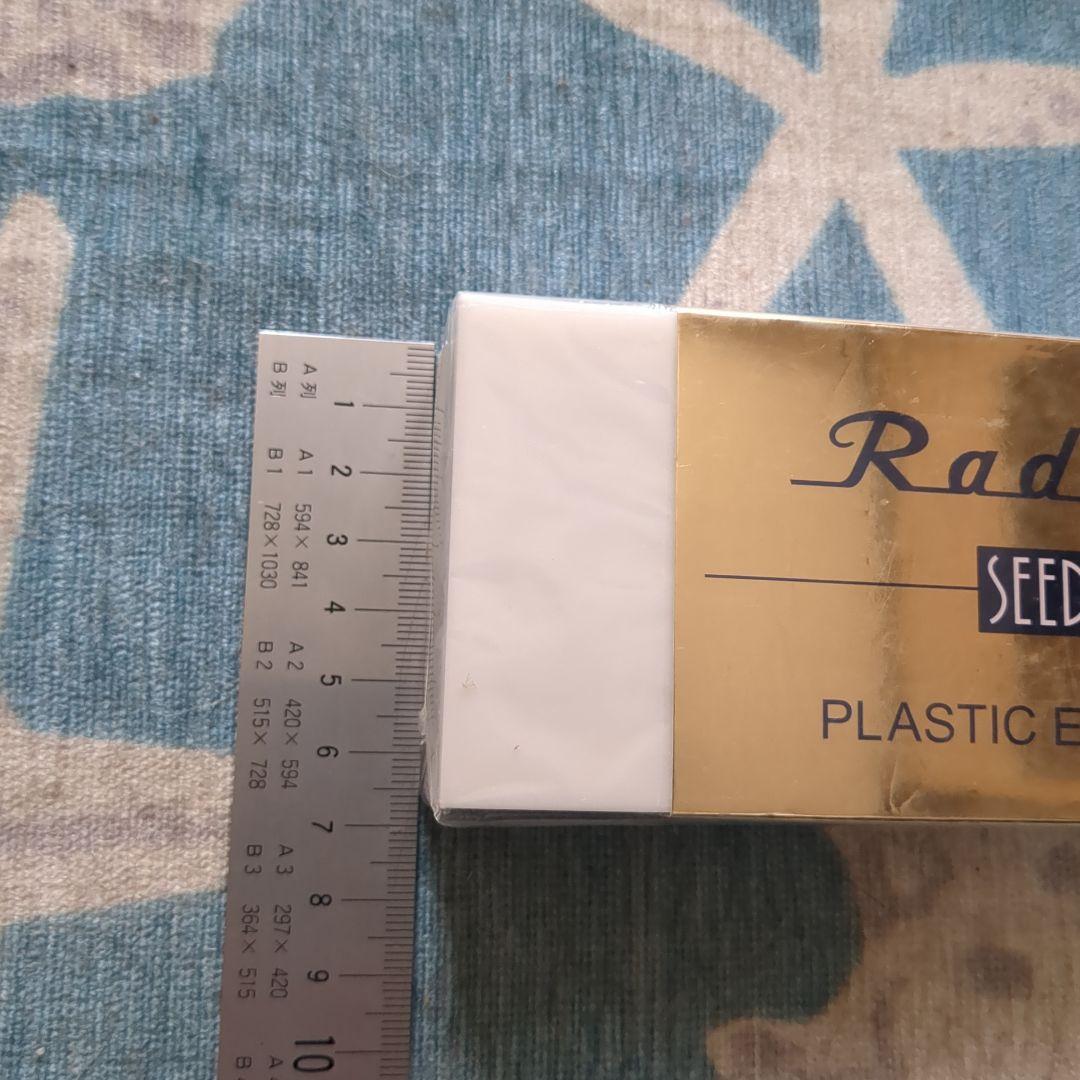 A列
B列
A1 594×841
B1 728×1030
A2 420×594
B2 515×728
A3 297×420
B3 364×515
A
B
1
2
3
4
5
6
7
8
9
10
Rad
SEED
PLASTIC E